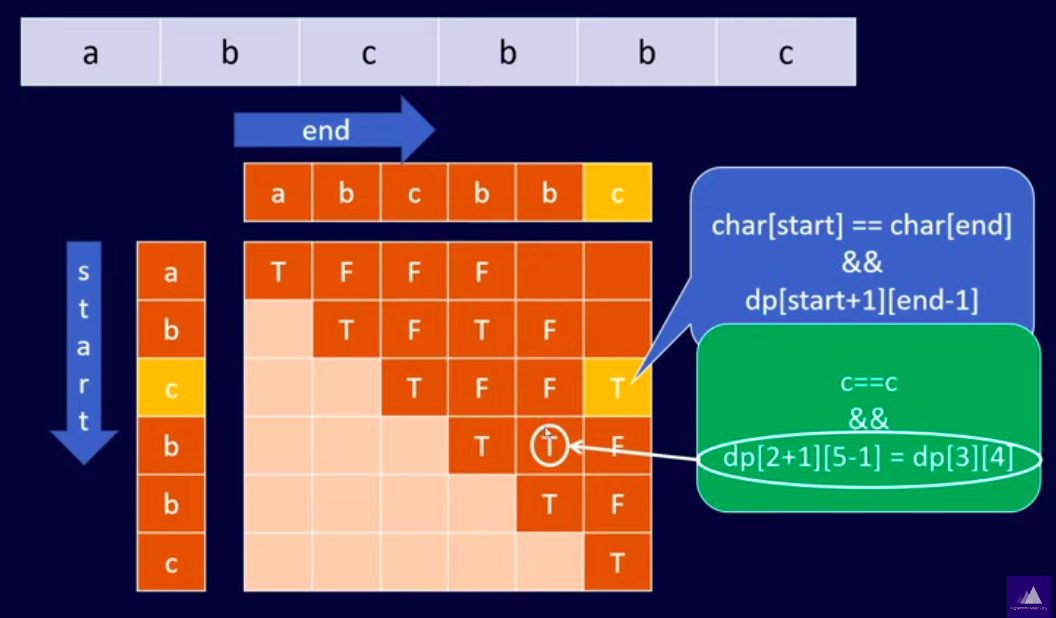 a b c b b c
end
a b c b b c
start
a T F F F
b T F T F
c T F F T
b T T F
b T F
c T
char[start] == char[end]
&&
dp[start+1][end-1]
c==c
&&
dp[2+1][5-1] = dp[3][4]